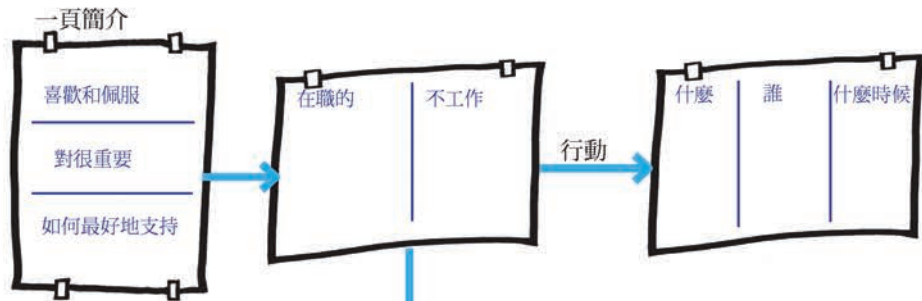 一頁簡介
喜歡和佩服
對很重要
如何最好地支持
在職的
不工作
行動
什麼
誰
什麼時候